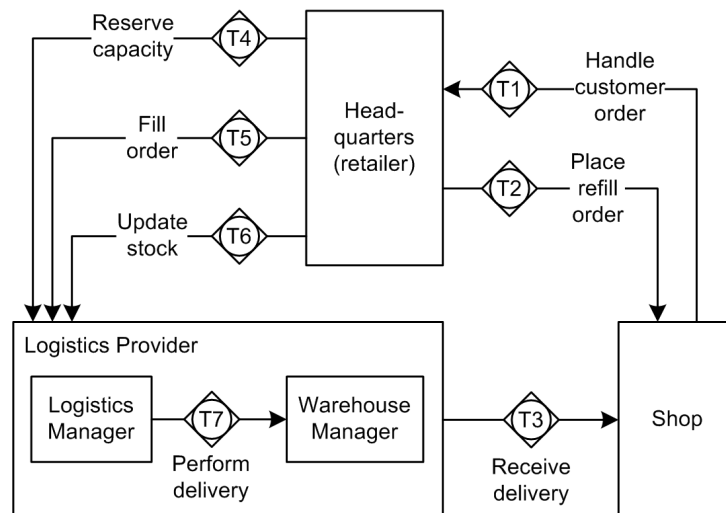 Reserve
capacity
T4
Head-
quarters
(retailer)
T1
Handle
customer
order
Fill
order
T5
T2
Place
refill
order
Update
stock
T6
Logistics Provider
Logistics
Manager
T7
Perform
delivery
Warehouse
Manager
T3
Receive
delivery
Shop